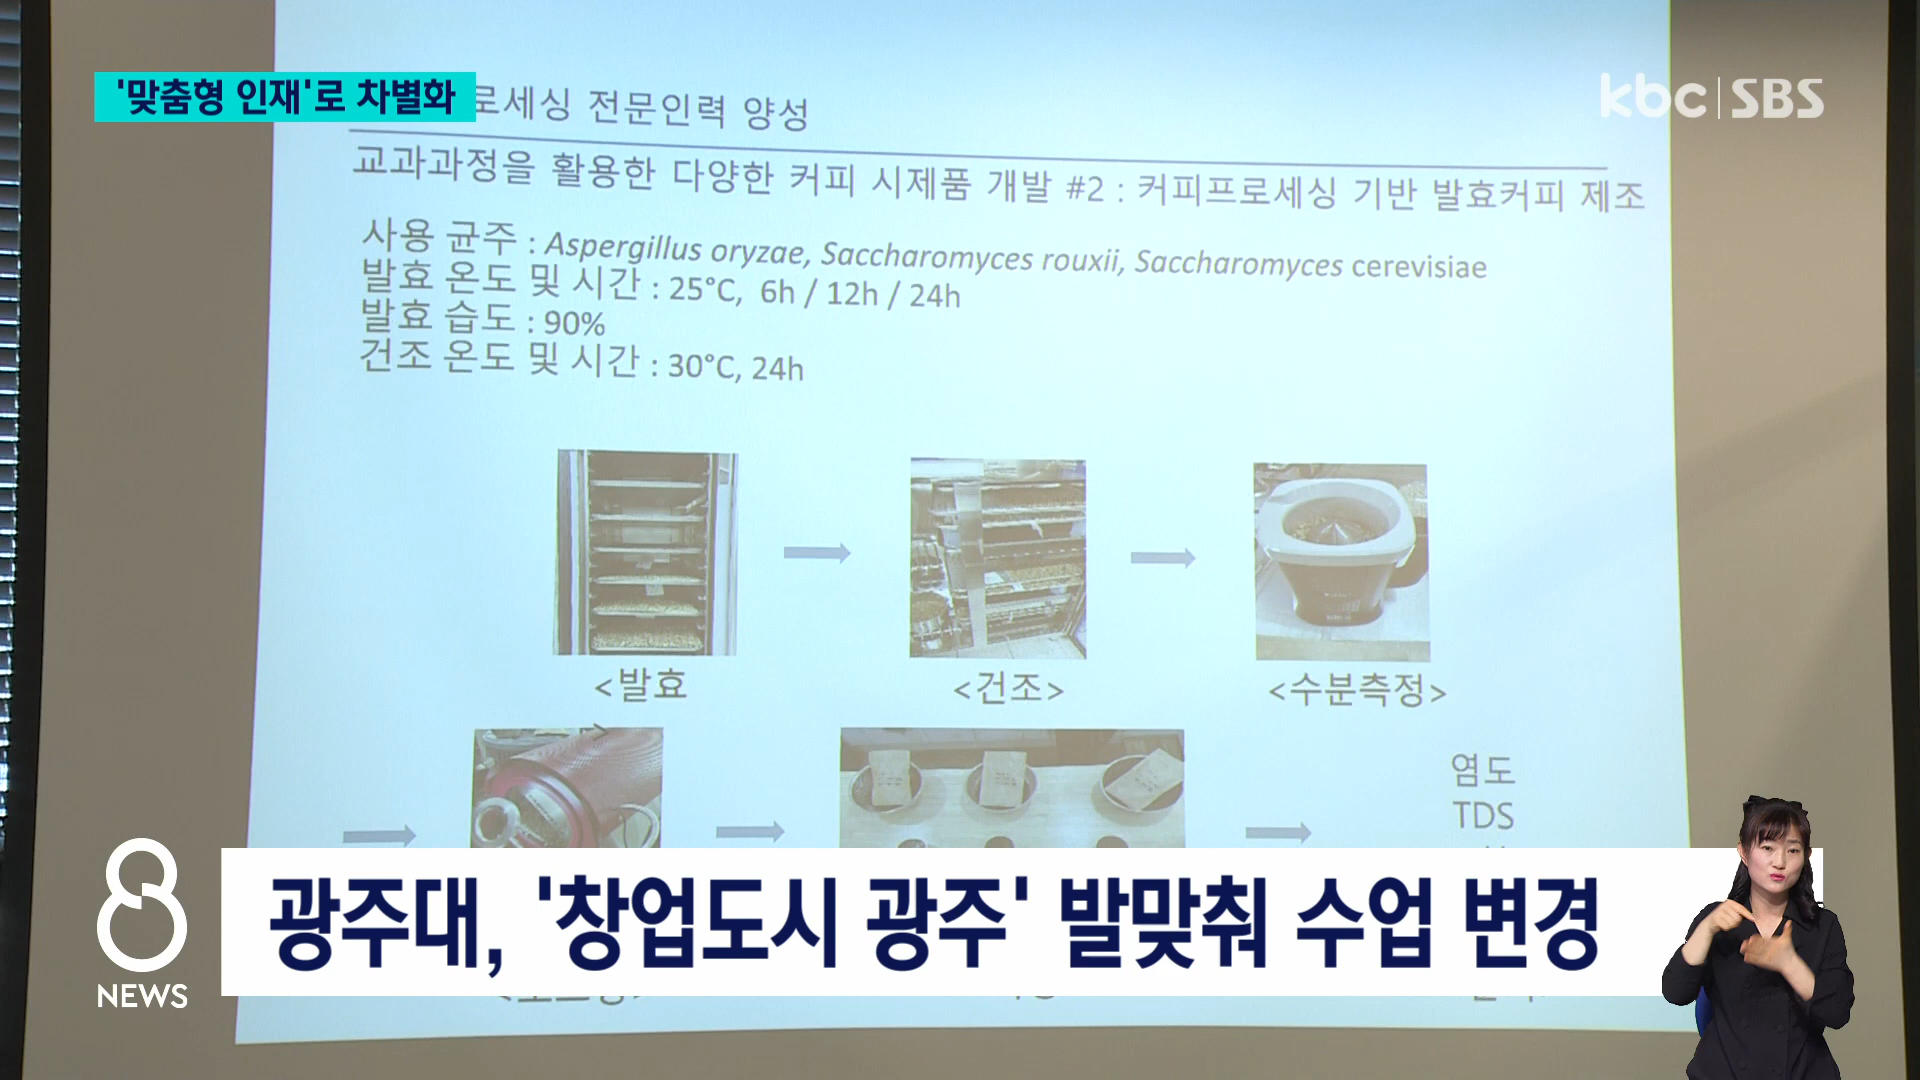 '맞춤형 인재'로 차별화
kbc SBS
로세싱 전문인력 양성
교과과정을 활용한 다양한 커피 시제품 개발 #2 : 커피프로세싱 기반 발효커피 제조
사용 균주 : Aspergillus oryzae, Saccharomyces rouxii, Saccharomyces cerevisiae
발효 온도 및 시간 : 25°C, 6h / 12h / 24h
발효 습도 : 90%
건조 온도 및 시간 : 30°C, 24h
<발효
>
<건조>
<수분측정>
염도
TDS
8
NEWS
광주대, '창업도시 광주' 발맞춰 수업 변경